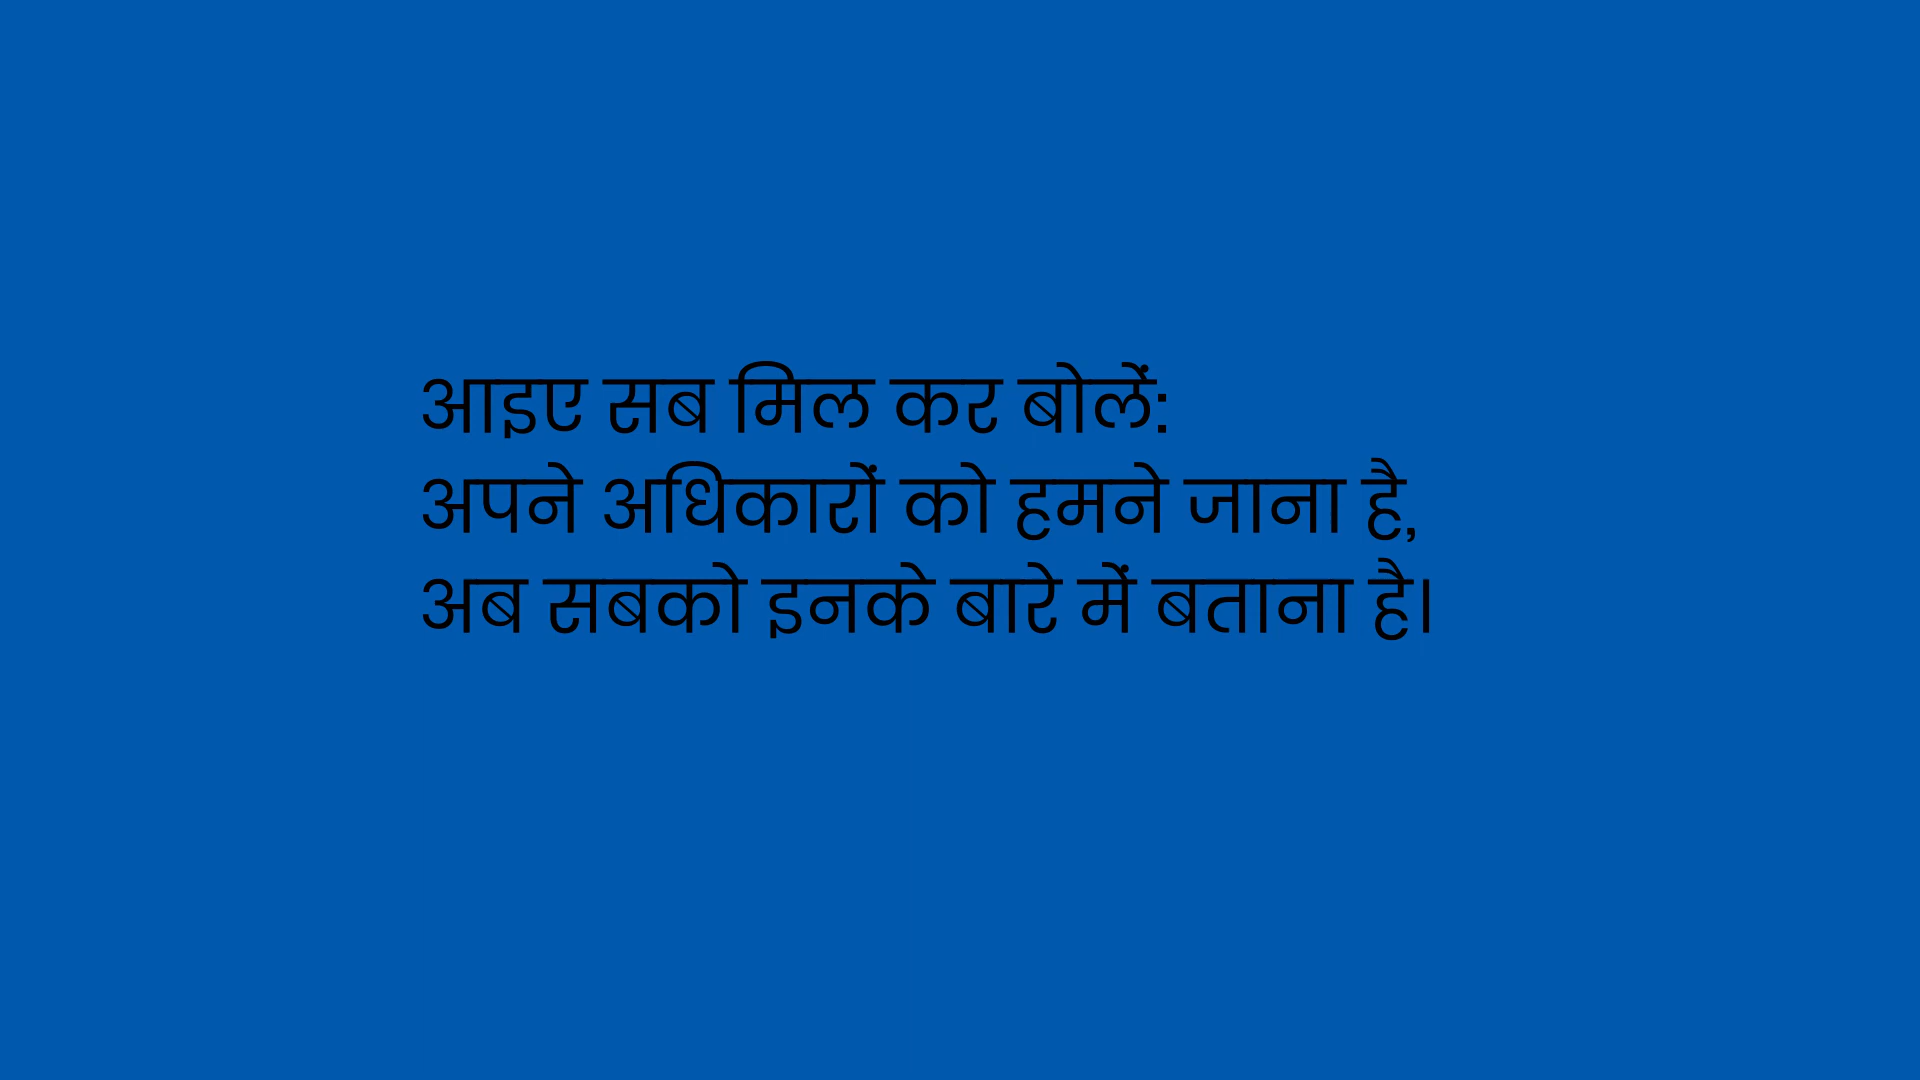 आइए सब मिल कर बोलें:
अपने अधिकारों को हमने जाना है,
अब सबको इनके बारे में बताना है।